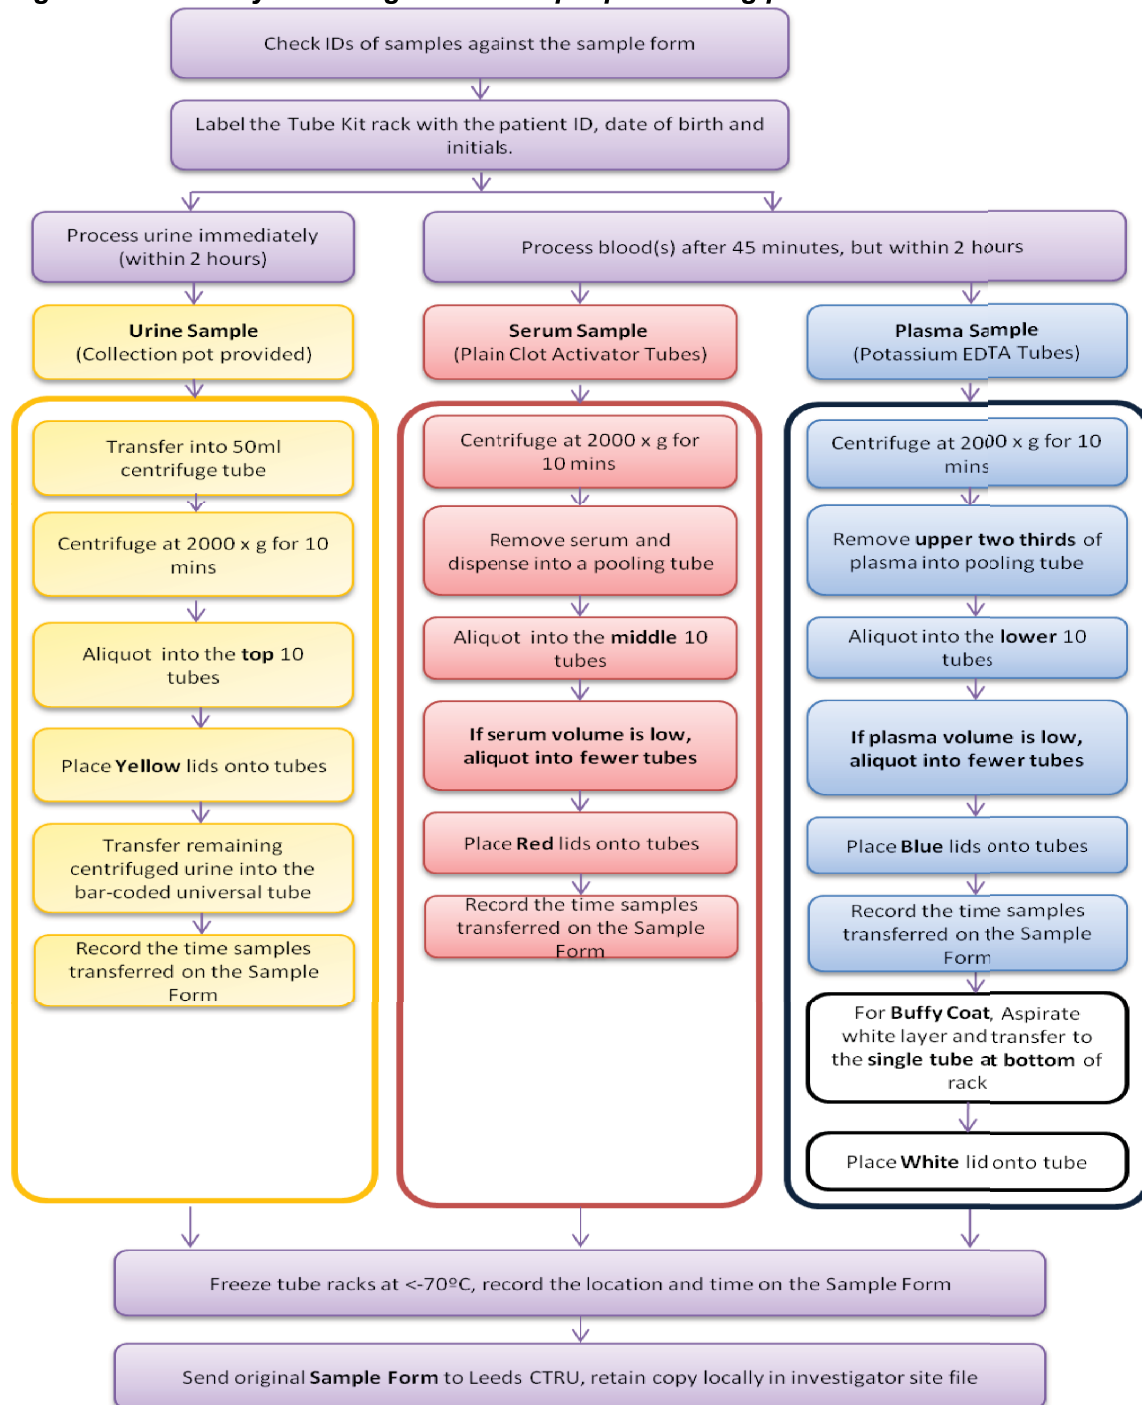 Check IDs of samples against the sample form
Label the Tube Kit rack with the patient ID, date of birth and
initials.
Process urine immediately
(within 2 hours)
Process blood(s) after 45 minutes, but within 2 hours
Urine Sample
(Collection pot provided)
Transfer into 50ml
centrifuge tube
Centrifuge at 2000 x g for 10
mins
Aliquot into the top 10
tubes
Place Yellow lids onto tubes
Transfer remaining
centrifuged urine into the
bar-coded universal tube
Record the time samples
transferred on the Sample
Form
Serum Sample
(Plain Clot Activator Tubes)
Centrifuge at 2000 x g for
10 mins
Remove serum and
dispense into a pooling tube
Aliquot into the middle 10
tubes
If serum volume is low,
aliquot into fewer tubes
Place Red lids onto tubes
Record the time samples
transferred on the Sample
Form
Plasma Sample
(Potassium EDTA Tubes)
Centrifuge at 2000 x g for 10
mins
Remove upper two thirds of
plasma into pooling tube
Aliquot into the lower 10
tubes
If plasma volume is low,
aliquot into fewer tubes
Place Blue lids onto tubes
Record the time samples
transferred on the Sample
Form
For Buffy Coat, Aspirate
white layer and transfer to
the single tube at bottom of
rack
Place White lid onto tube
Freeze tube racks at <-70ºC, record the location and time on the Sample Form
Send original Sample Form to Leeds CTRU, retain copy locally in investigator site file